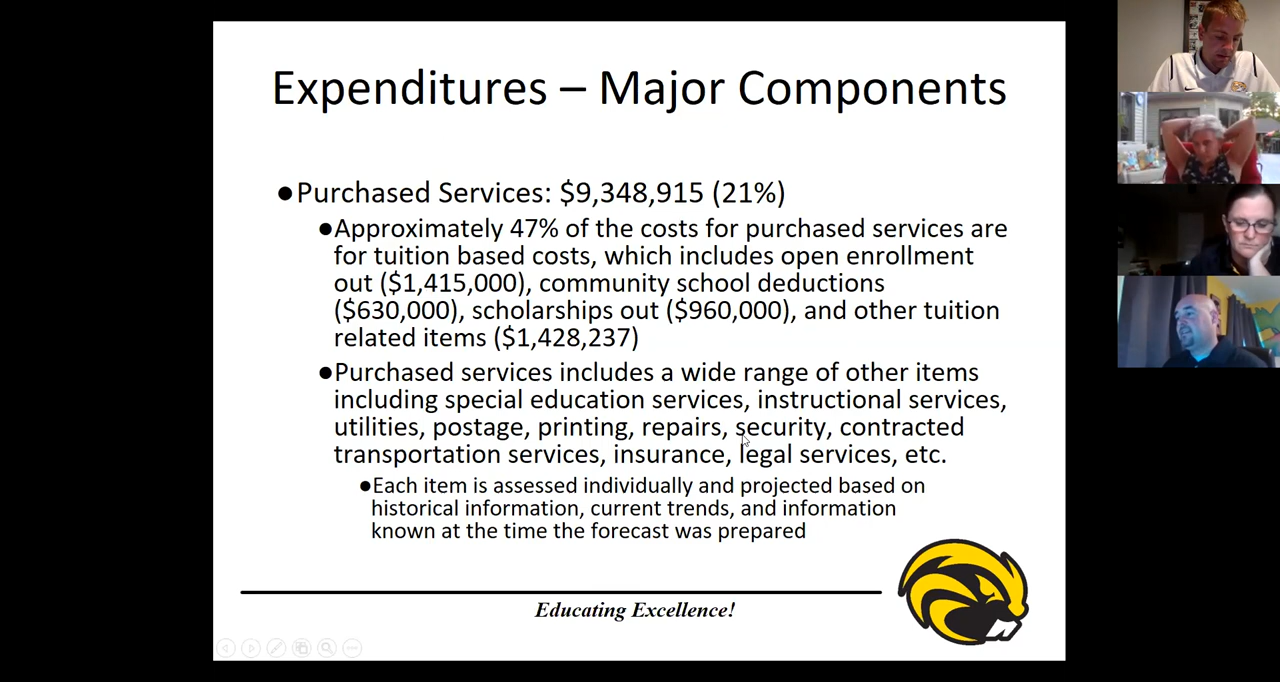 Expenditures – Major Components
●Purchased Services: $9,348,915 (21%)
●Approximately 47% of the costs for purchased services are
for tuition based costs, which includes open enrollment
out ($1,415,000), community school deductions
($630,000), scholarships out ($960,000), and other tuition
related items ($1,428,237)
●Purchased services includes a wide range of other items
including special education services, instructional services,
utilities, postage, printing, repairs, security, contracted
transportation services, insurance, legal services, etc.
●Each item is assessed individually and projected based on
historical information, current trends, and information
known at the time the forecast was prepared
Educating Excellence!